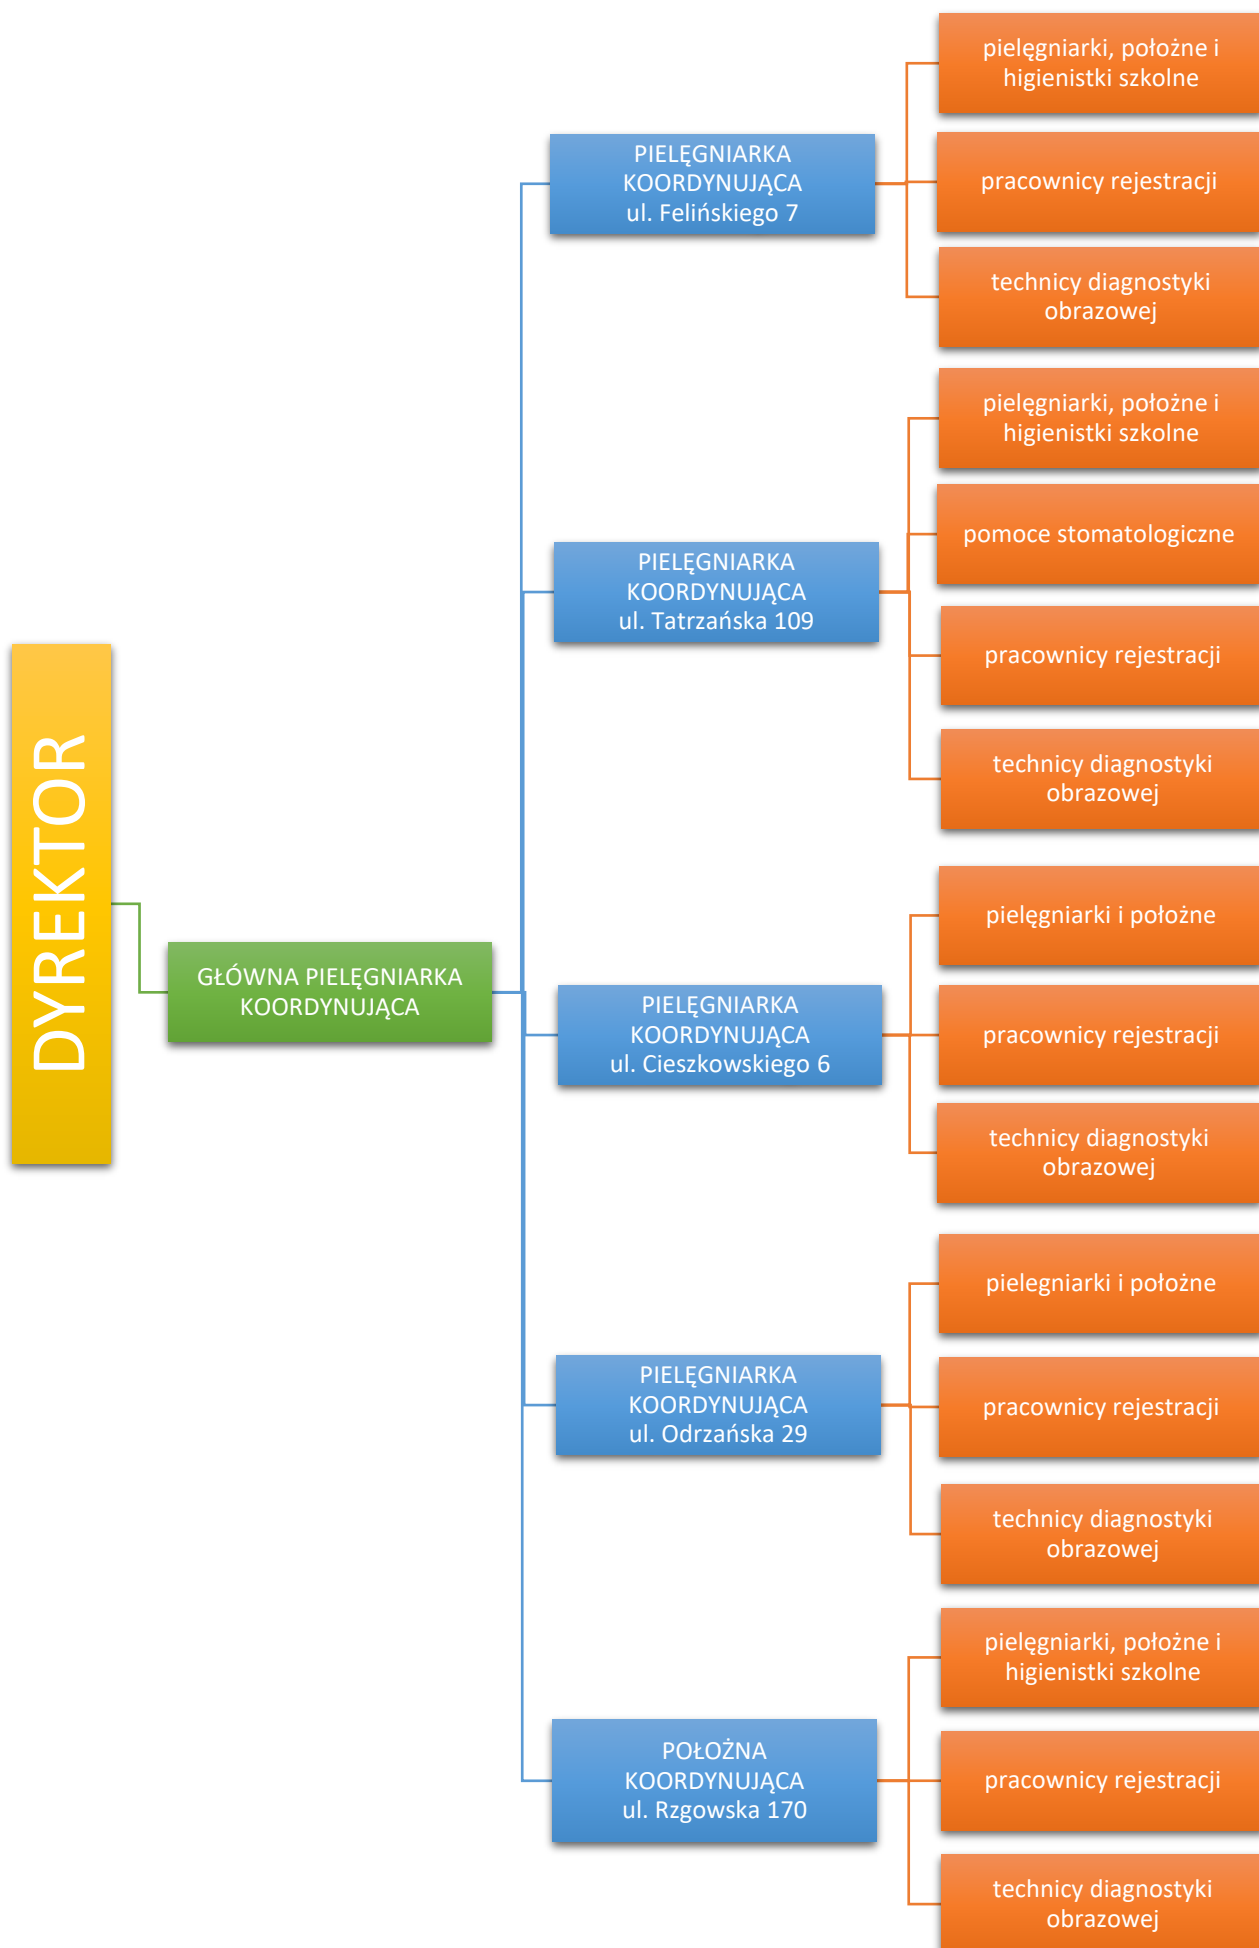 DYREKTOR
GŁÓWNA PIELĘGNIARKA
KOORDYNUJĄCA
PIELĘGNIARKA
KOORDYNUJĄCA
ul. Felińskiego 7
pielęgniarki, położne i
higienistki szkolne
pracownicy rejestracji
technicy diagnostyki
obrazowej
PIELĘGNIARKA
KOORDYNUJĄCA
ul. Tatrzańska 109
pielęgniarki, położne i
higienistki szkolne
pomoce stomatologiczne
pracownicy rejestracji
technicy diagnostyki
obrazowej
PIELĘGNIARKA
KOORDYNUJĄCA
ul. Cieszkowskiego 6
pielęgniarki i położne
pracownicy rejestracji
technicy diagnostyki
obrazowej
PIELĘGNIARKA
KOORDYNUJĄCA
ul. Odrzańska 29
pielegniarki i położne
pracownicy rejestracji
technicy diagnostyki
obrazowej
POŁOŻNA
KOORDYNUJĄCA
ul. Rzgowska 170
pielęgniarki, położne i
higienistki szkolne
pracownicy rejestracji
technicy diagnostyki
obrazowej